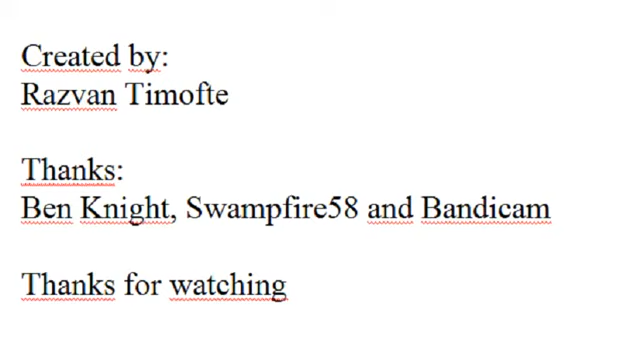 Created by:
Razvan Timofte
Thanks:
Ben Knight, Swampfire58 and Bandicam
Thanks for watching